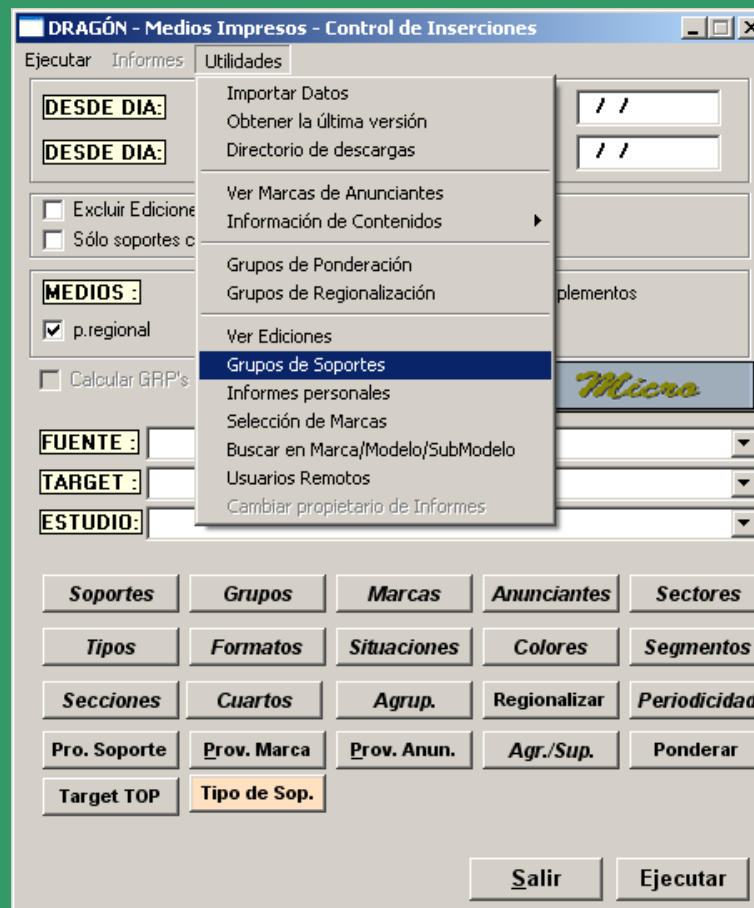 DRAGÓN - Medios Impresos - Control de Inserciones
Ejecutar Informes Utilidades
Importar Datos
Obtener la última versión
Directorio de descargas
Ver Marcas de Anunciantes
Información de Contenidos
Grupos de Ponderación
Grupos de Regionalización
Ver Ediciones
Grupos de Soportes
Informes personales
Selección de Marcas
Buscar en Marca/Modelo/SubModelo
Usuarios Remotos
Cambiar propietario de Informes
DESDE DIA: / /
DESDE DIA: / /
Excluir Edicione
Sólo soportes c
MEDIOS : plementos
p.regional
Calcular GRP's Micro
FUENTE :
TARGET :
ESTUDIO:
Soportes Grupos Marcas Anunciantes Sectores
Tipos Formatos Situaciones Colores Segmentos
Secciones Cuartos Agrup. Regionalizar Periodicidad
Pro. Soporte Prov. Marca Prov. Anun. Agr./Sup. Ponderar
Target TOP Tipo de Sop.
Salir Ejecutar